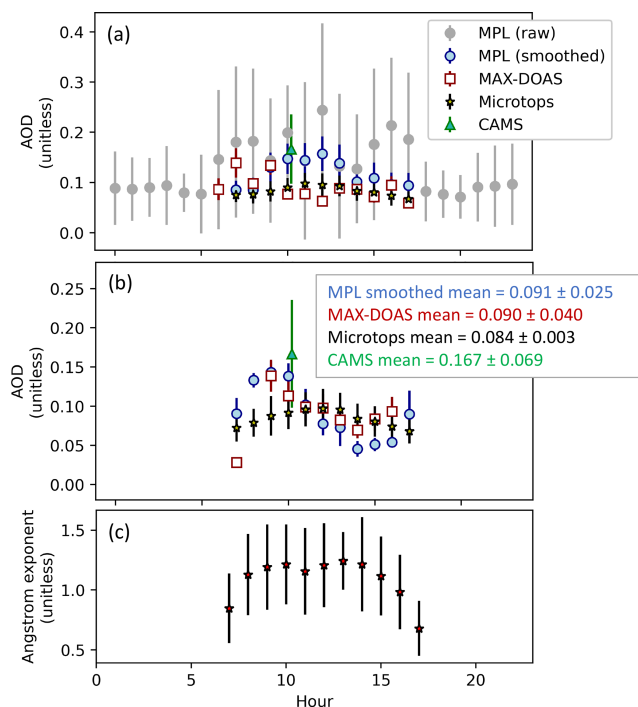 (a)
MPL (raw)
MPL (smoothed)
MAX-DOAS
Microtops
CAMS
AOD
(unitless)
0.4
0.3
0.2
0.1
0.0
(b)
MPL smoothed mean = 0.091 ± 0.025
MAX-DOAS mean = 0.090 ± 0.040
Microtops mean = 0.084 ± 0.003
CAMS mean = 0.167 ± 0.069
AOD
(unitless)
0.25
0.20
0.15
0.10
0.05
0.00
(c)
Angstrom exponent
(unitless)
1.5
1.0
0.5
0 5 10 15 20
Hour